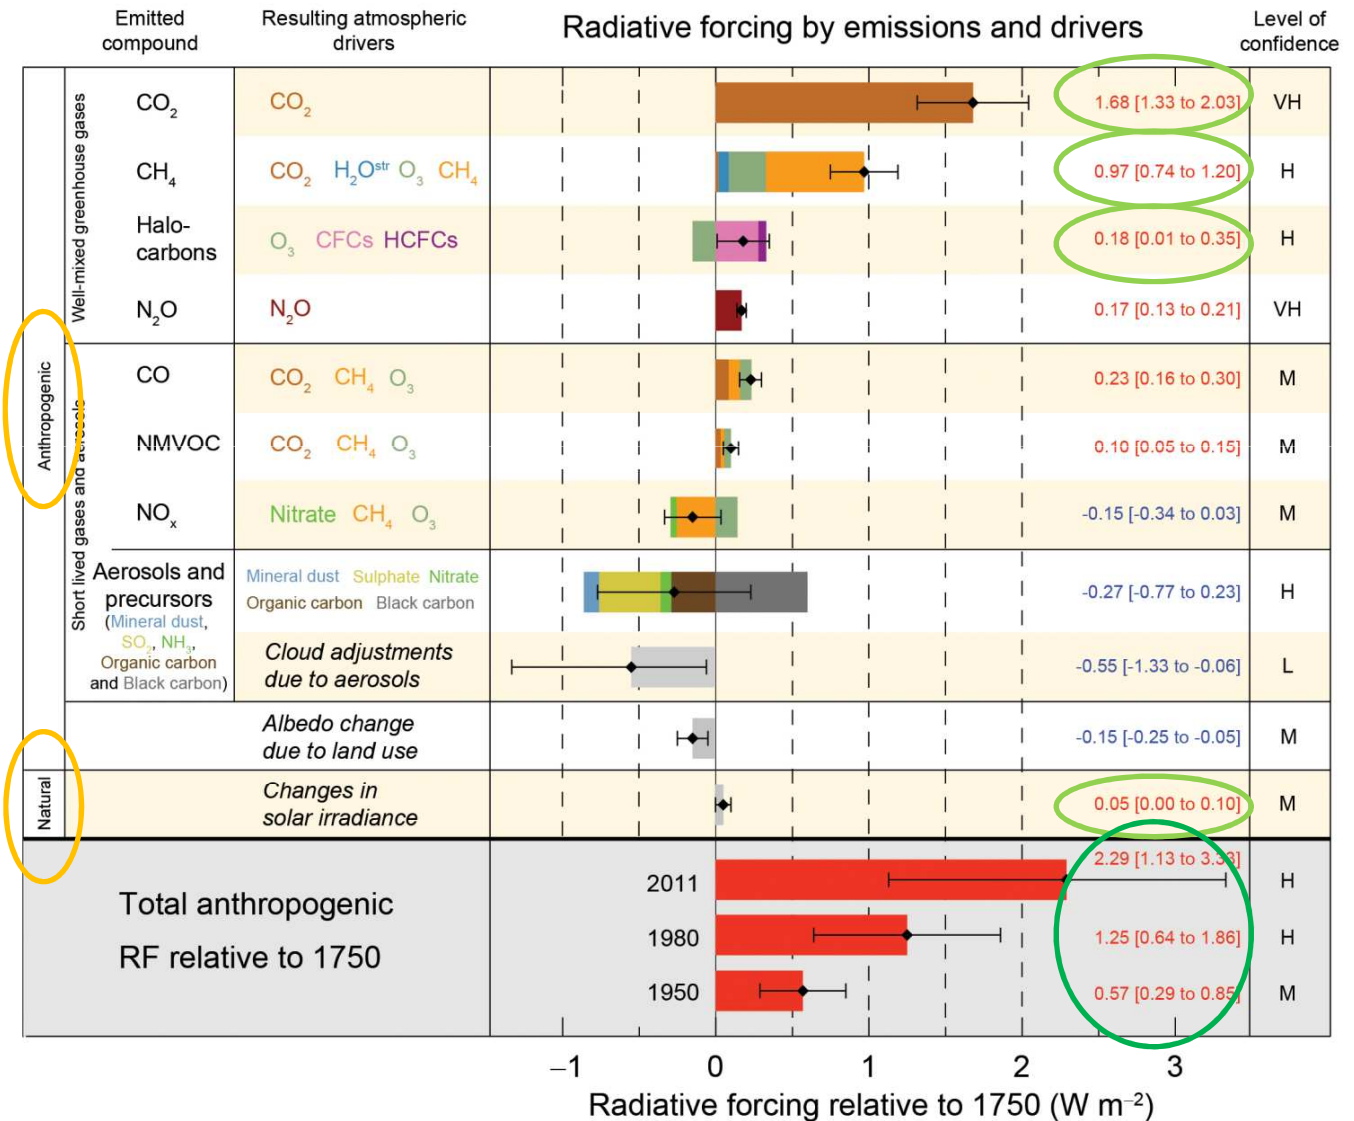 Emitted compound
Resulting atmospheric drivers
Radiative forcing by emissions and drivers
Level of confidence
Anthropogenic
Well-mixed greenhouse gases
CO₂
CO₂
1.68 [1.33 to 2.03]
VH
CH₄
CO₂ H₂Oˢᵗʳ O₃ CH₄
0.97 [0.74 to 1.20]
H
Halo-
carbons
O₃ CFCs HCFCs
0.18 [0.01 to 0.35]
H
N₂O
N₂O
0.17 [0.13 to 0.21]
VH
Short lived gases and aerosols
CO
CO₂ CH₄ O₃
0.23 [0.16 to 0.30]
M
NMVOC
CO₂ CH₄ O₃
0.10 [0.05 to 0.15]
M
NOₓ
Nitrate CH₄ O₃
-0.15 [-0.34 to 0.03]
M
Aerosols and
precursors
(Mineral dust,
SO₂, NH₃,
Organic carbon
and Black carbon)
Mineral dust Sulphate Nitrate
Organic carbon Black carbon
-0.27 [-0.77 to 0.23]
H
Cloud adjustments
due to aerosols
-0.55 [-1.33 to -0.06]
L
Albedo change
due to land use
-0.15 [-0.25 to -0.05]
M
Natural
Changes in
solar irradiance
0.05 [0.00 to 0.10]
M
Total anthropogenic
RF relative to 1750
2011
2.29 [1.13 to 3.33]
H
1980
1.25 [0.64 to 1.86]
H
1950
0.57 [0.29 to 0.85]
M
−1 0 1 2 3
Radiative forcing relative to 1750 (W m⁻²)